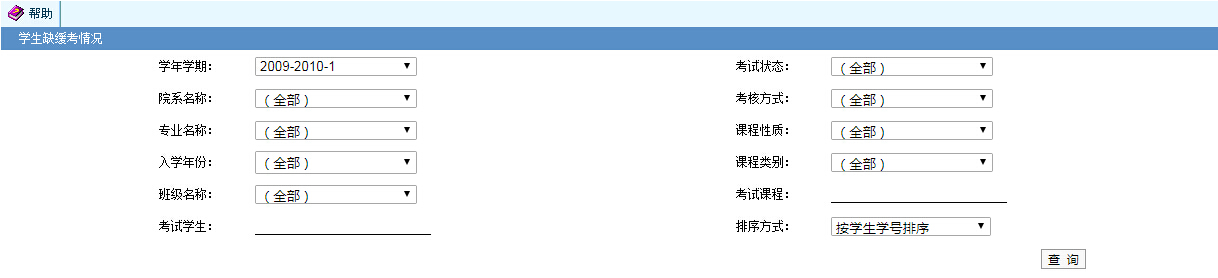 帮助
学生缺缓考情况
学年学期： 2009-2010-1 考试状态： （全部）
院系名称： （全部） 考核方式： （全部）
专业名称： （全部） 课程性质： （全部）
入学年份： （全部） 课程类别： （全部）
班级名称： （全部） 考试课程：
考试学生： 排序方式： 按学生学号排序
查 询